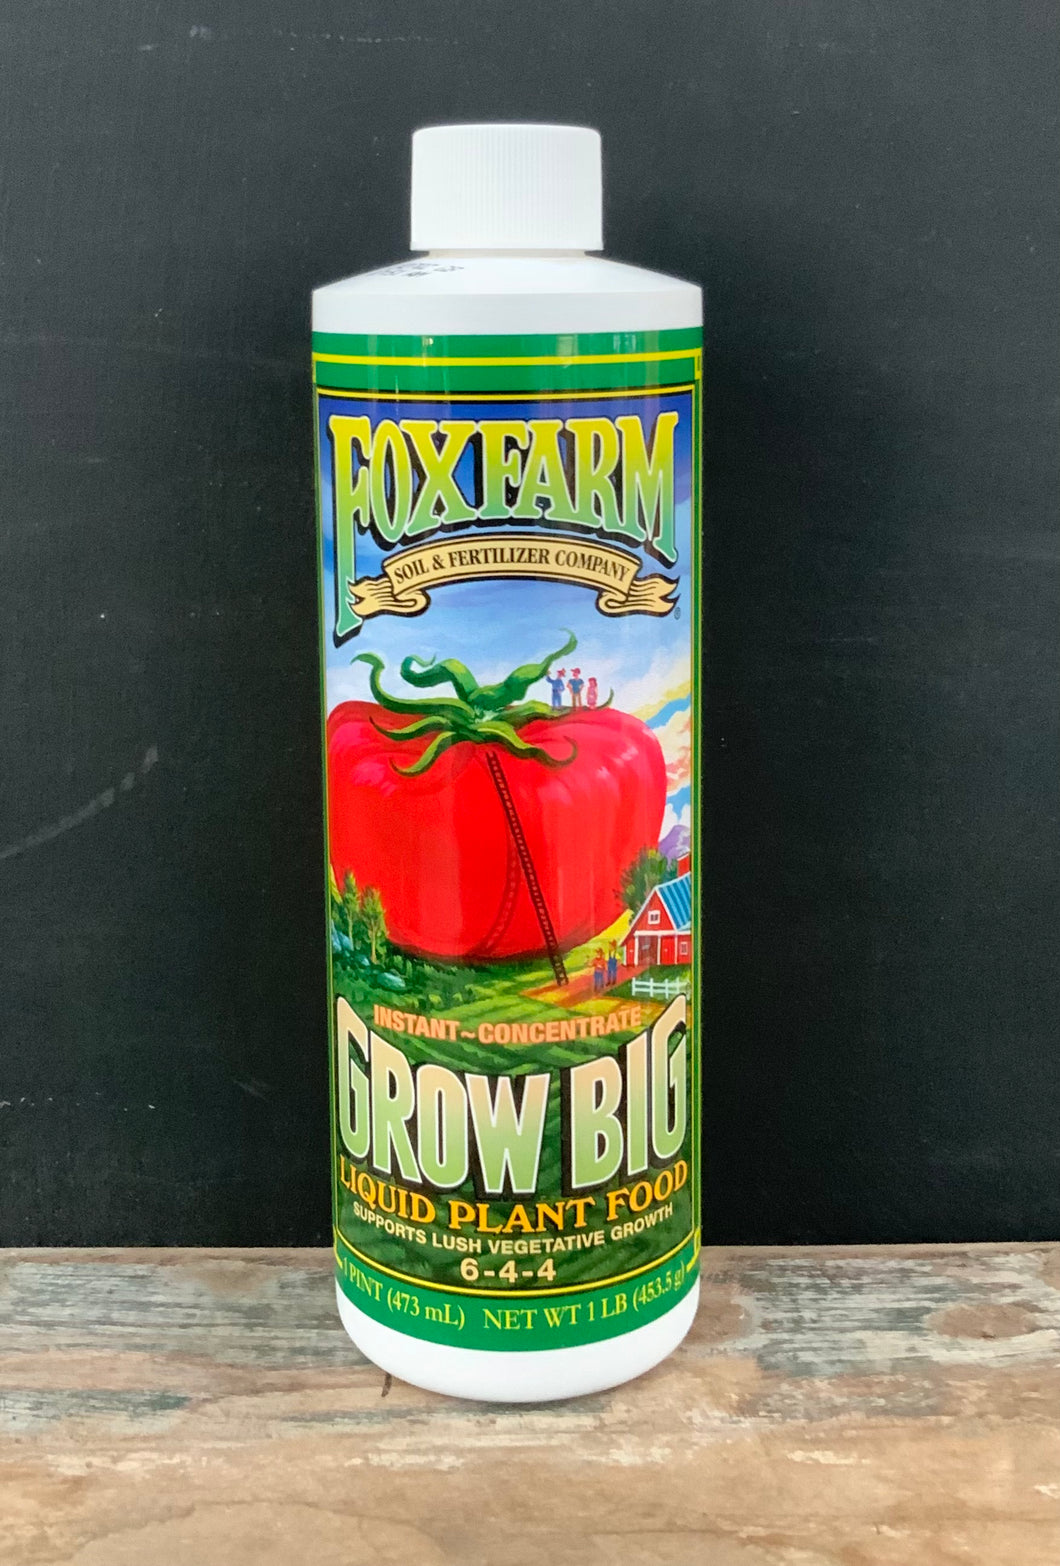 FOXFARM
SOIL & FERTILIZER COMPANY
®
INSTANT~CONCENTRATE
GROW BIG
LIQUID PLANT FOOD
SUPPORTS LUSH VEGETATIVE GROWTH
6-4-4
1 PINT (473 mL) NET WT 1 LB (453.5 g)